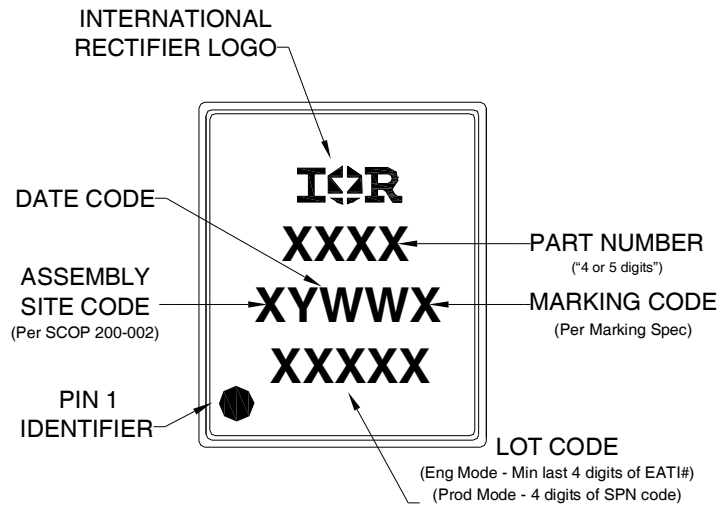 INTERNATIONAL
RECTIFIER LOGO
IOR
DATE CODE
XXXX
PART NUMBER
(“4 or 5 digits”)
ASSEMBLY
SITE CODE
(Per SCOP 200-002)
XYWWX
MARKING CODE
(Per Marking Spec)
XXXXX
PIN 1
IDENTIFIER
LOT CODE
(Eng Mode - Min last 4 digits of EATI#)
(Prod Mode - 4 digits of SPN code)